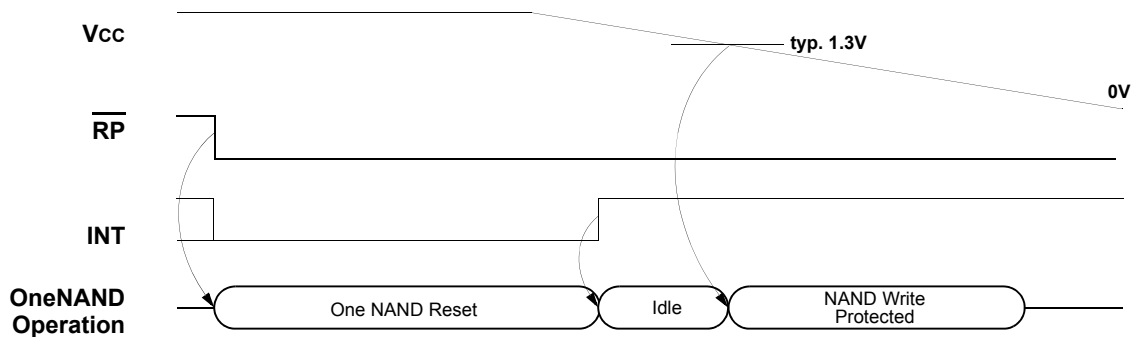 Vcc
typ. 1.3V
0V
RP
INT
OneNAND
Operation
One NAND Reset
Idle
NAND Write
Protected